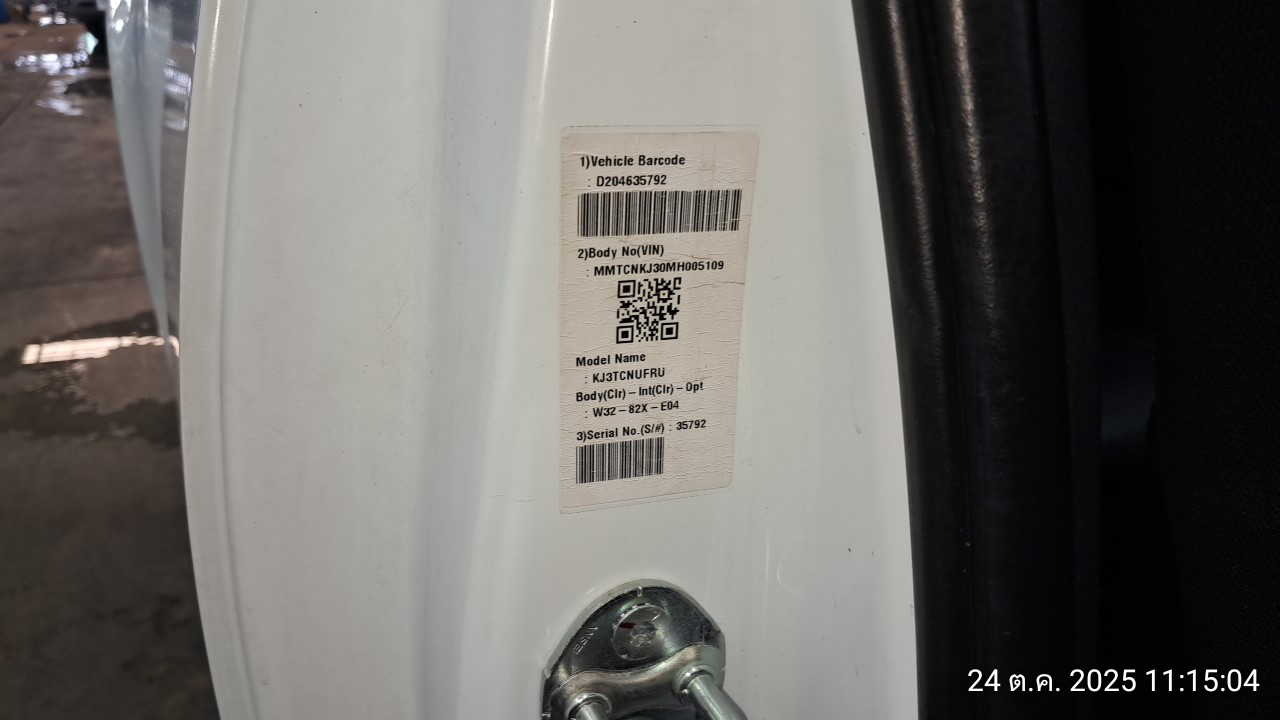 1)Vehicle Barcode
: D204635792
2)Body No(VIN)
: MMTCNKJ30MH005109
Model Name
: KJ3TCNUFRU
Body(Clr) – Int(Clr) – Opt
: W32 – 82X – E04
3)Serial No.(S/#) : 35792
24 ต.ค. 2025 11:15:04